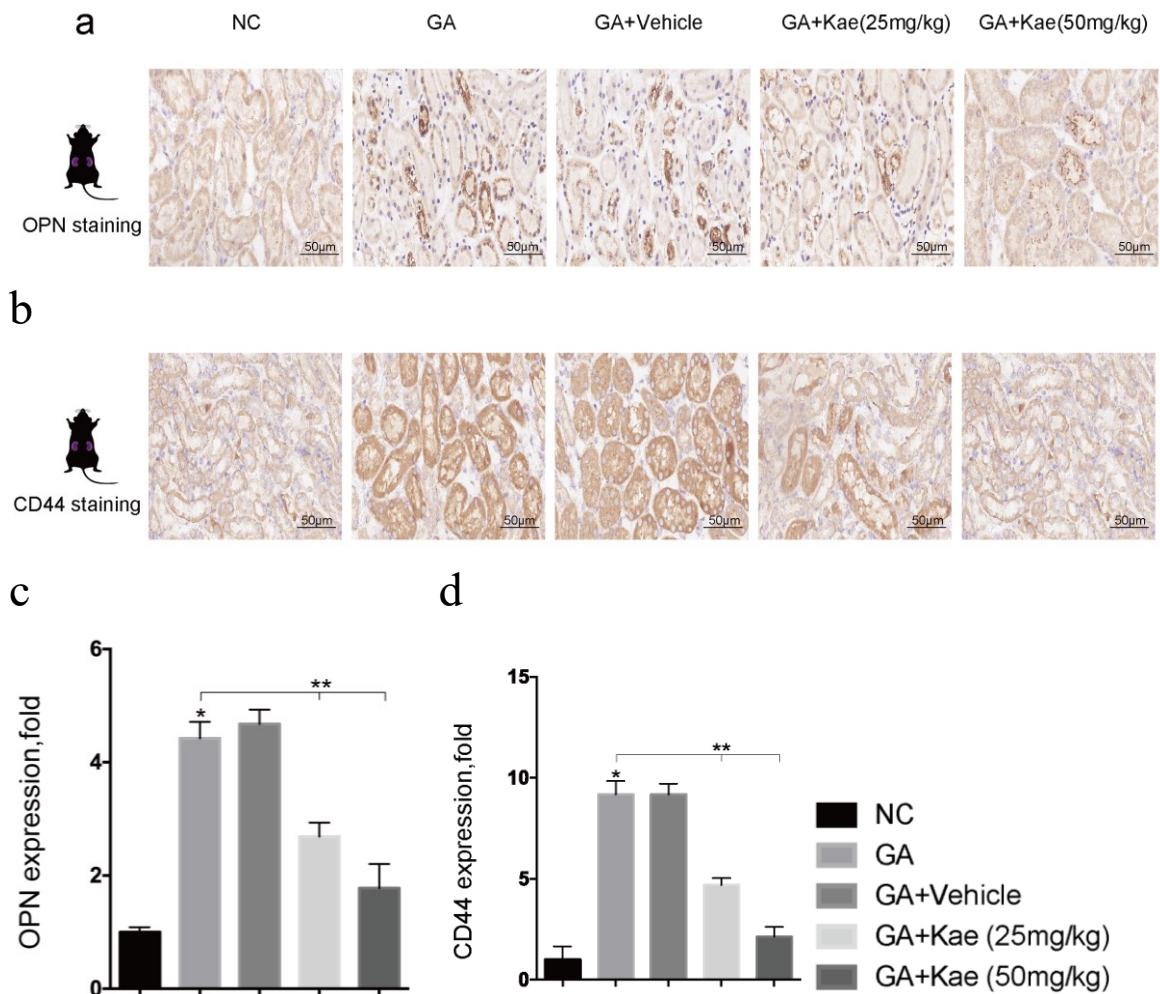 a
NC GA GA+Vehicle GA+Kae(25mg/kg) GA+Kae(50mg/kg)
OPN staining
50μm 50μm 50μm 50μm 50μm
b
CD44 staining
50μm 50μm 50μm 50μm 50μm
c
OPN expression,fold
6
4
2
0
*
**
d
CD44 expression,fold
15
10
5
0
*
**
NC
GA
GA+Vehicle
GA+Kae (25mg/kg)
GA+Kae (50mg/kg)